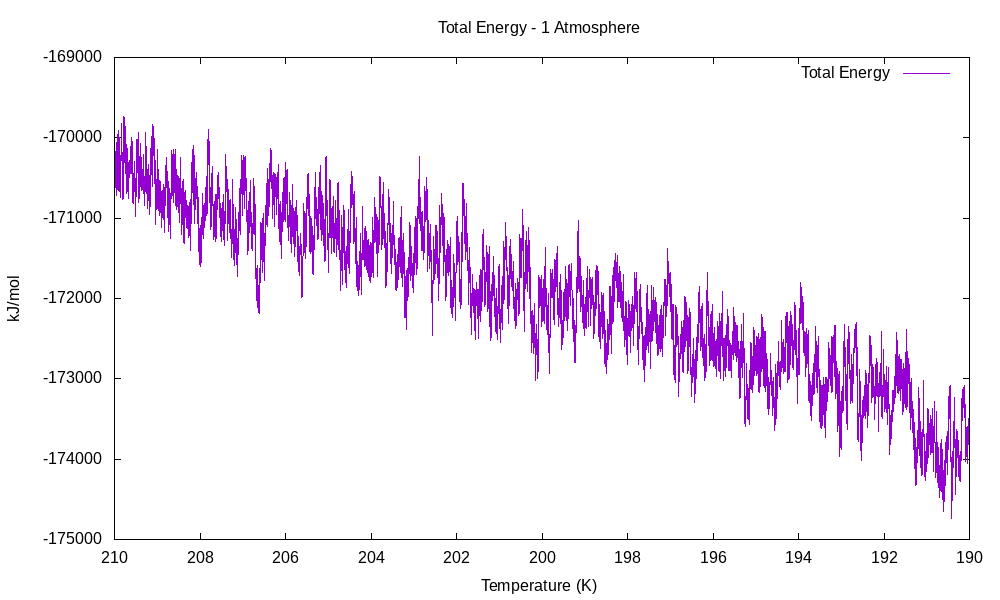 Total Energy - 1 Atmosphere
-169000
Total Energy
-170000
-171000
-172000
-173000
-174000
-175000
kJ/mol
210 208 206 204 202 200 198 196 194 192 190
Temperature (K)